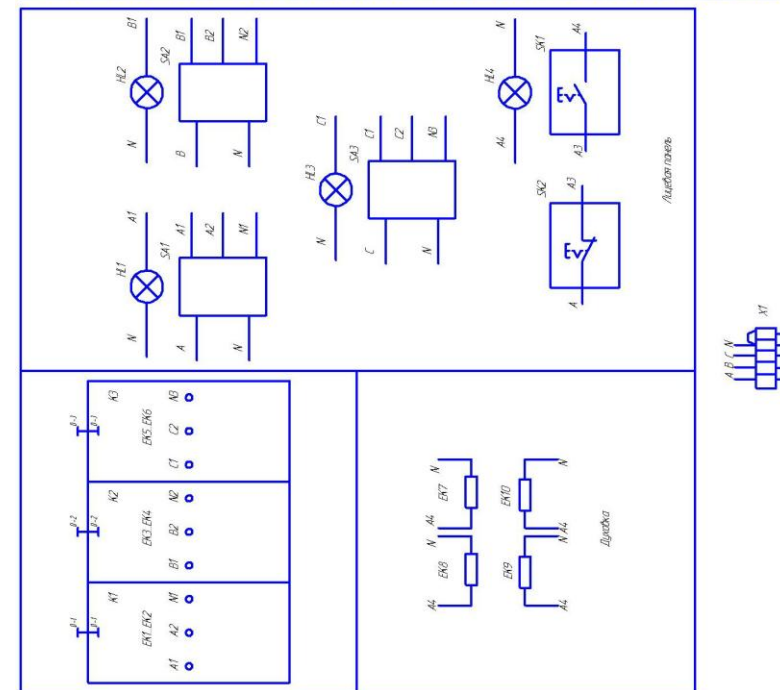 B1
HL2
N
SA2
B1
B2
N2
B
N
A1
HL1
N
SA1
A1
A2
N1
A
N
C1
HL3
N
SA3
C1
C2
N3
C
N
N
HL4
A4
SK1
A4
A3
SK2
A3
A
Лицевая панель
X1
A B C N
K3
EK5. EK6
N3
C2
C1
K2
EK3. EK4
N2
B2
B1
K1
EK1. EK2
N1
A2
A1
N
EK7
A4
N
EK8
A4
N
EK10
A4
N
EK9
A4
Духовка